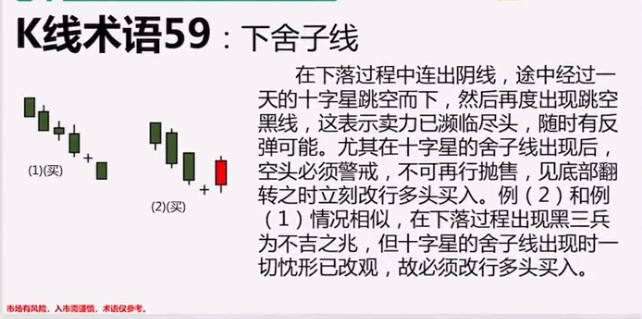 K线术语59：下舍子线
在下落过程中连出阴线，途中经过一
天的十字星跳空而下，然后再度出现跳空
黑线，这表示卖力已濒临尽头，随时有反
弹可能。尤其在十字星的舍子线出现后，
空头必须警戒，不可再行抛售，见底部翻
转之时立刻改行多头买入。例（2）和例
（1）情况相似，在下落过程出现黑三兵
为不吉之兆，但十字星的舍子线出现时一
切忱形已改观，故必须改行多头买入。
(1)(买)
(2)(买)
市场有风险，入市需谨慎，术语仅参考。